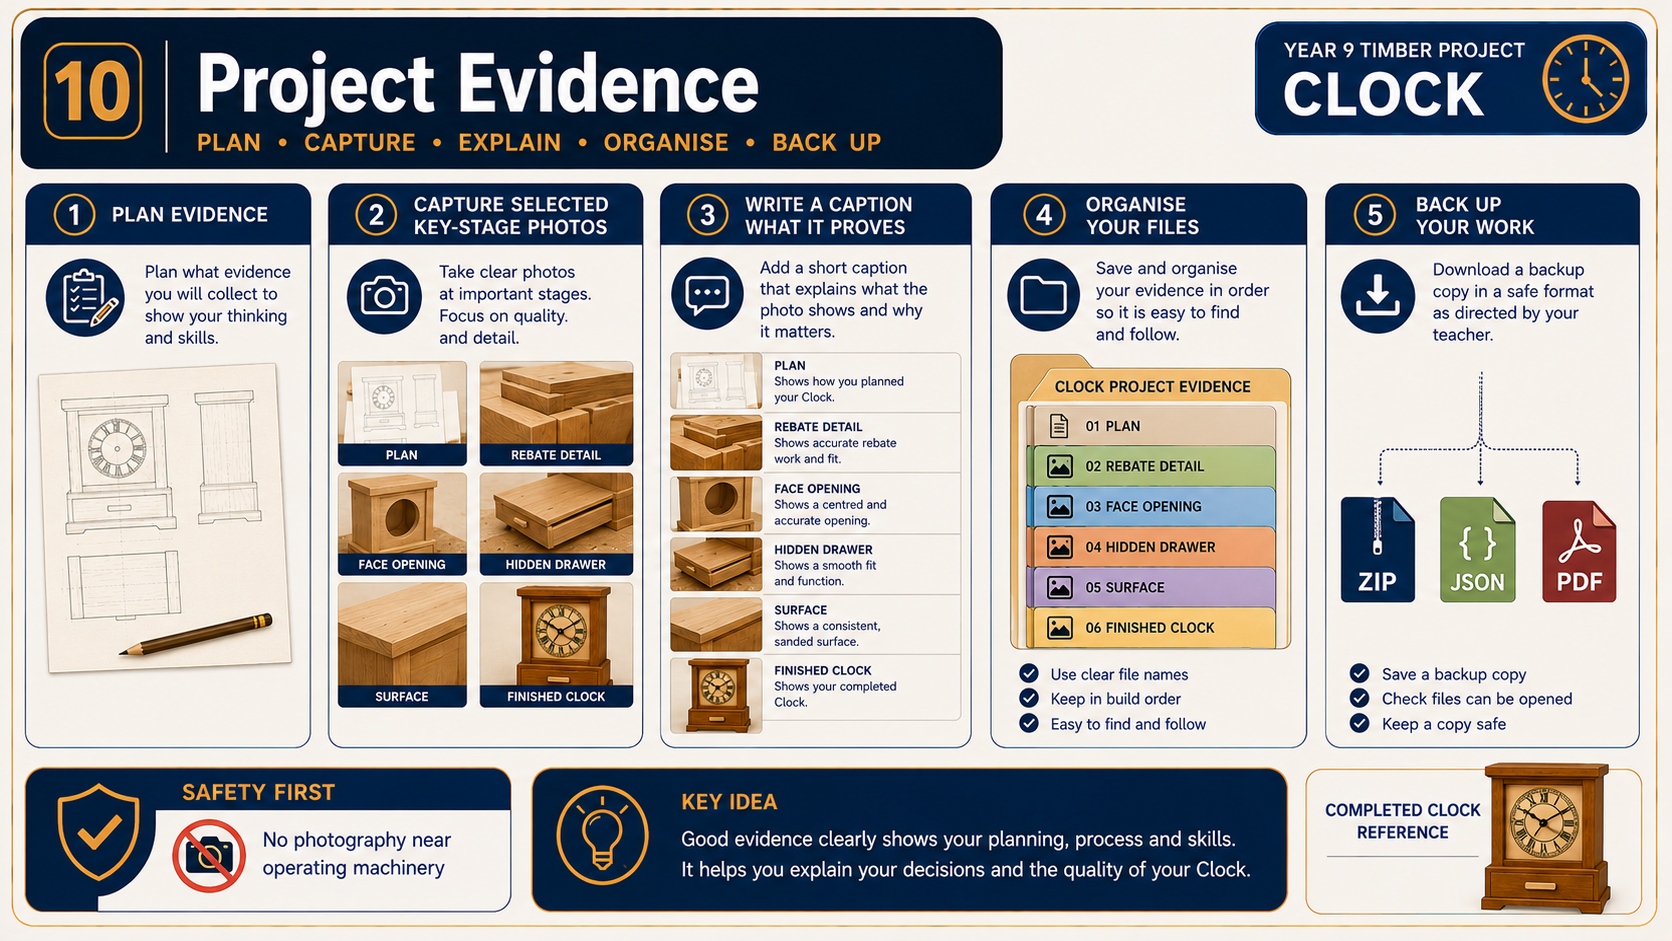 10
Project Evidence
PLAN • CAPTURE • EXPLAIN • ORGANISE • BACK UP
YEAR 9 TIMBER PROJECT
CLOCK
1
PLAN EVIDENCE
Plan what evidence
you will collect to
show your thinking
and skills.
2
CAPTURE SELECTED
KEY-STAGE PHOTOS
Take clear photos
at important stages.
Focus on quality.
and detail.
PLAN
REBATE DETAIL
FACE OPENING
HIDDEN DRAWER
SURFACE
FINISHED CLOCK
3
WRITE A CAPTION
WHAT IT PROVES
Add a short caption
that explains what the
photo shows and why
it matters.
PLAN
Shows how you planned
your Clock.
REBATE DETAIL
Shows accurate rebate
work and fit.
FACE OPENING
Shows a centred and
accurate opening.
HIDDEN DRAWER
Shows a smooth fit
and function.
SURFACE
Shows a consistent,
sanded surface.
FINISHED CLOCK
Shows your completed
Clock.
4
ORGANISE
YOUR FILES
Save and organise
your evidence in order
so it is easy to find
and follow.
CLOCK PROJECT EVIDENCE
01 PLAN
02 REBATE DETAIL
03 FACE OPENING
04 HIDDEN DRAWER
05 SURFACE
06 FINISHED CLOCK
Use clear file names
Keep in build order
Easy to find and follow
5
BACK UP
YOUR WORK
Download a backup
copy in a safe format
as directed by your
teacher.
ZIP
{ }
JSON
PDF
Save a backup copy
Check files can be opened
Keep a copy safe
SAFETY FIRST
No photography near
operating machinery
KEY IDEA
Good evidence clearly shows your planning, process and skills.
It helps you explain your decisions and the quality of your Clock.
COMPLETED CLOCK
REFERENCE